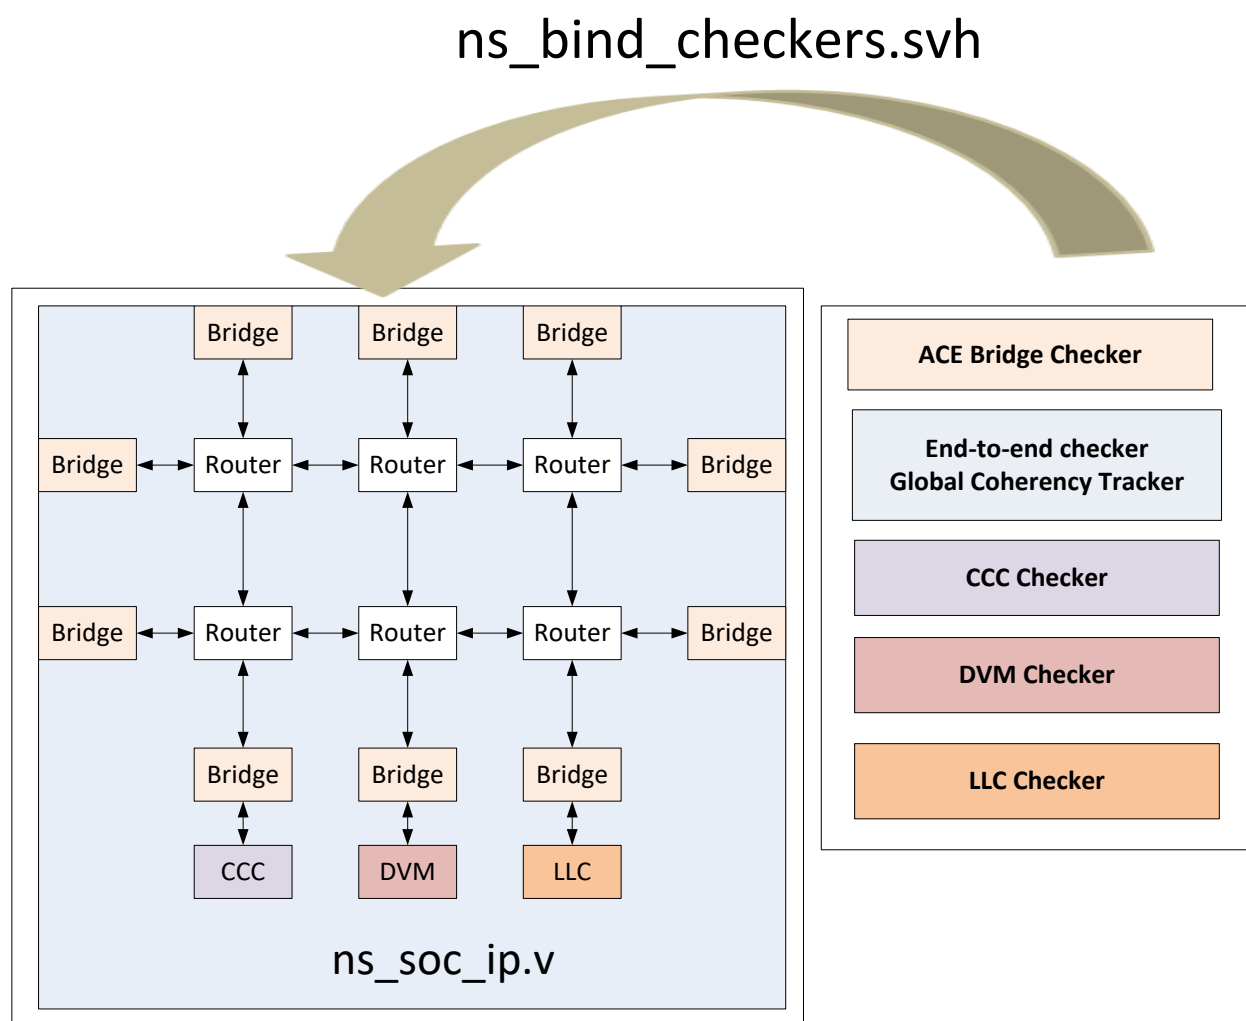 ns_bind_checkers.svh
Bridge
Bridge
Bridge
Bridge
Router
Router
Router
Bridge
Bridge
Router
Router
Router
Bridge
Bridge
Bridge
Bridge
CCC
DVM
LLC
ns_soc_ip.v
ACE Bridge Checker
End-to-end checker
Global Coherency Tracker
CCC Checker
DVM Checker
LLC Checker